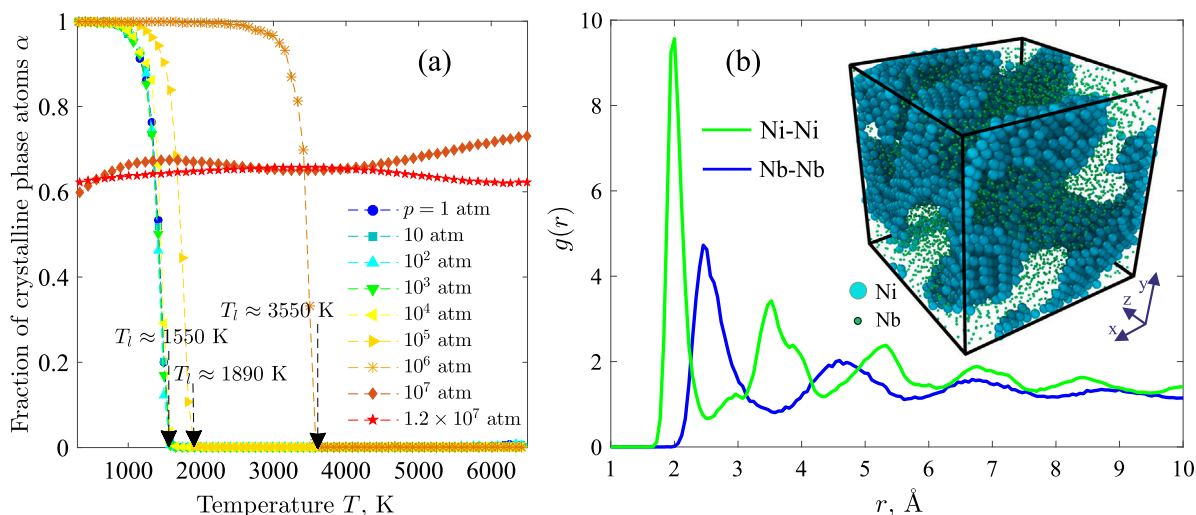 Fraction of crystalline phase atoms α
1
0.8
0.6
0.4
0.2
0
(a)
p = 1 atm
10 atm
10² atm
10³ atm
10⁴ atm
10⁵ atm
10⁶ atm
10⁷ atm
1.2 × 10⁷ atm
T_l ≈ 3550 K
T_l ≈ 1550 K
T_l ≈ 1890 K
1000 2000 3000 4000 5000 6000
Temperature T, K
g(r)
10
8
6
4
2
0
(b)
Ni-Ni
Nb-Nb
Ni
Nb
y
z
x
1 2 3 4 5 6 7 8 9 10
r, Å